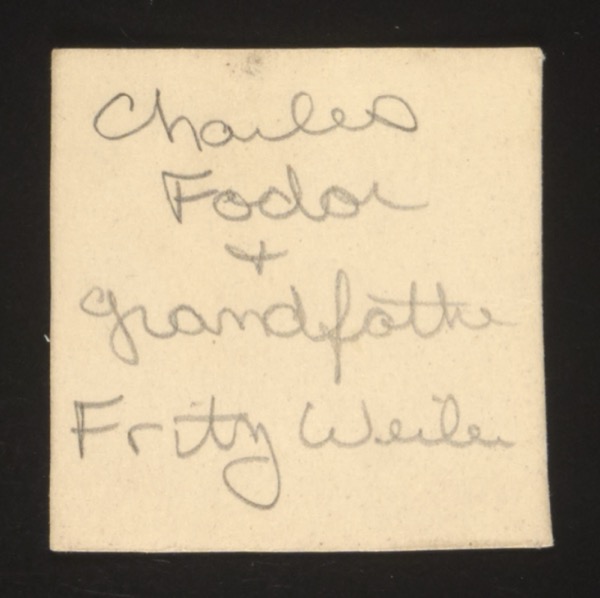 Charles
Fodor
+
grandfather
Fritz Weiler